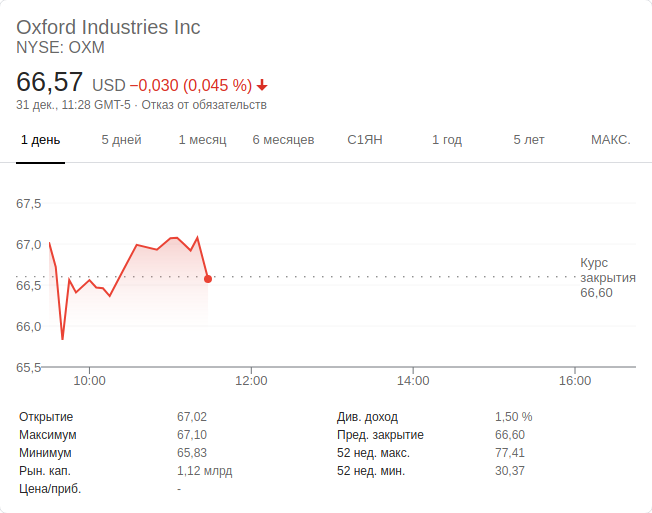 Oxford Industries Inc
NYSE: OXM
66,57 USD −0,030 (0,045 %)
31 дек., 11:28 GMT-5 · Отказ от обязательств
1 день 5 дней 1 месяц 6 месяцев С1ЯН 1 год 5 лет МАКС.
67,5
67,0
66,5
66,0
65,5
Курс
закрытия
66,60
10:00 12:00 14:00 16:00
Открытие 67,02 Див. доход 1,50 %
Максимум 67,10 Пред. закрытие 66,60
Минимум 65,83 52 нед. макс. 77,41
Рын. кап. 1,12 млрд 52 нед. мин. 30,37
Цена/приб. -